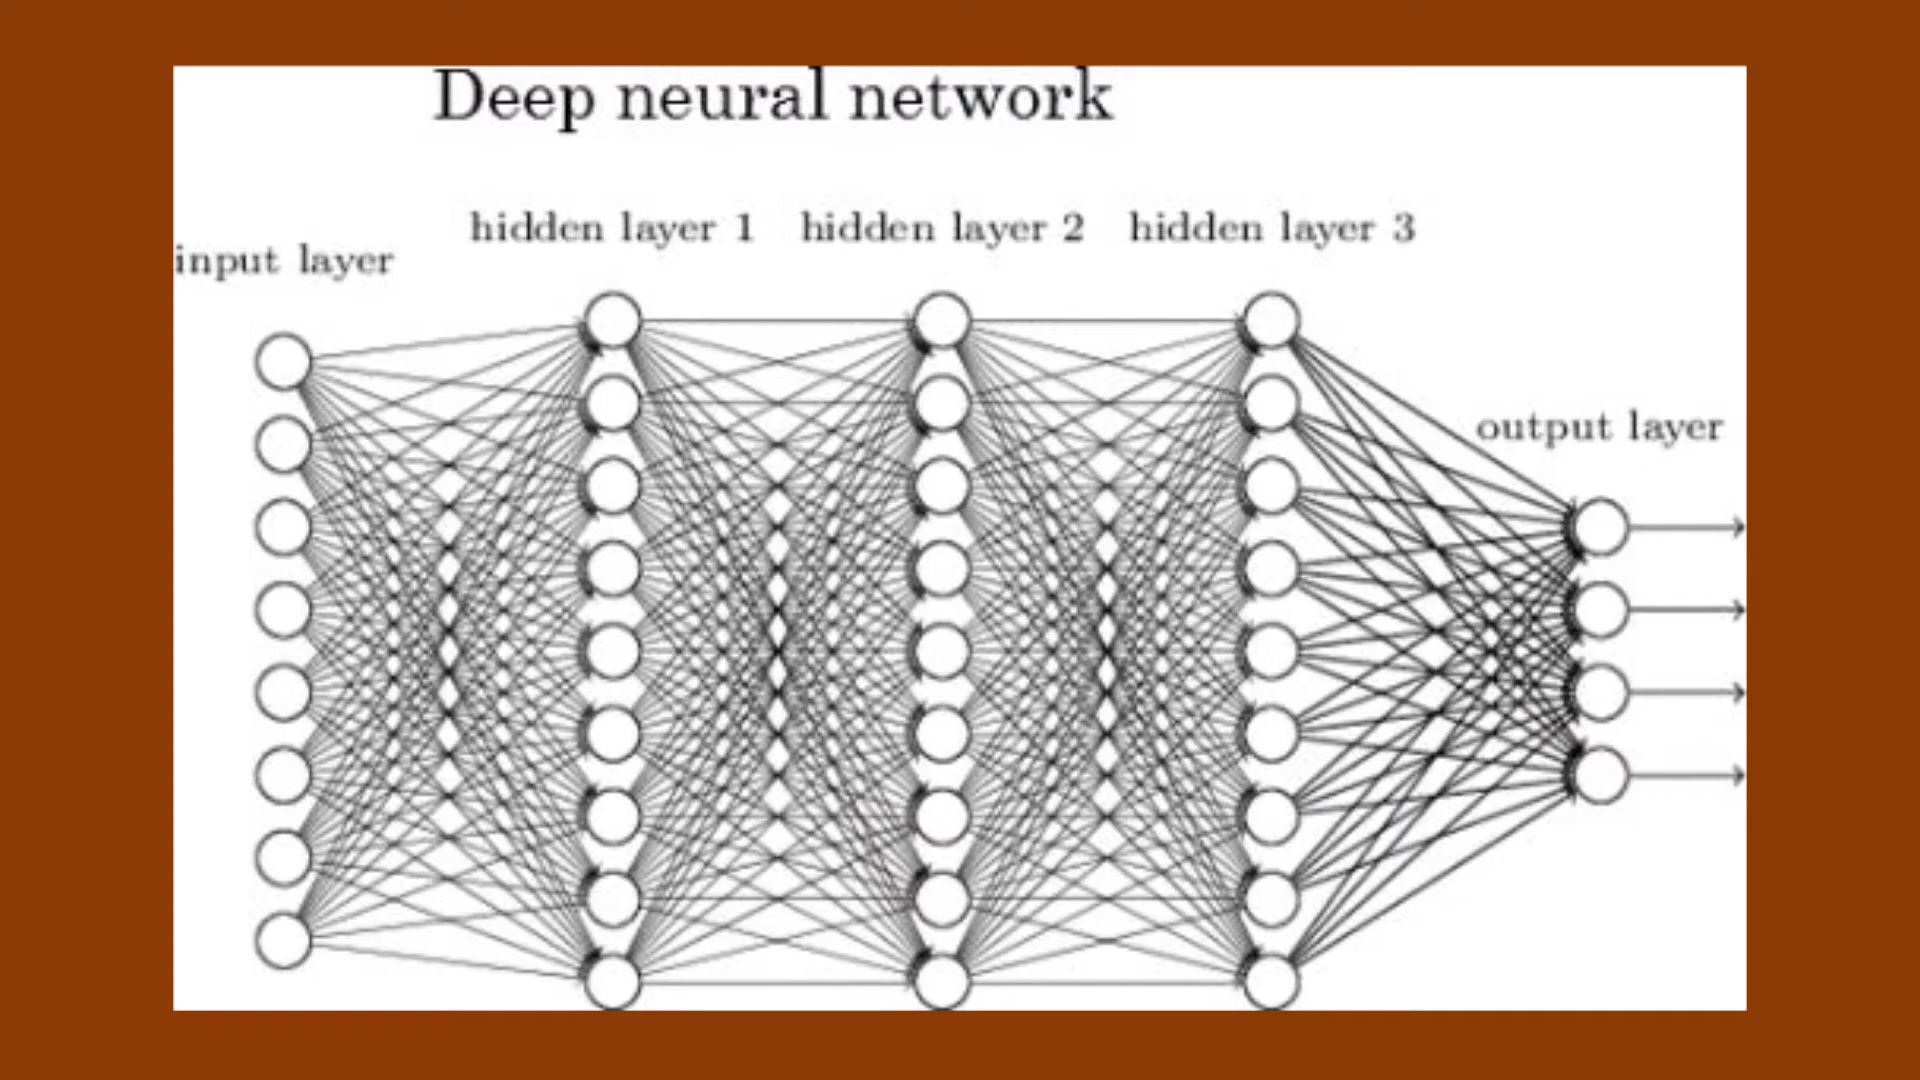 Deep neural network
hidden layer 1 hidden layer 2 hidden layer 3
input layer
output layer